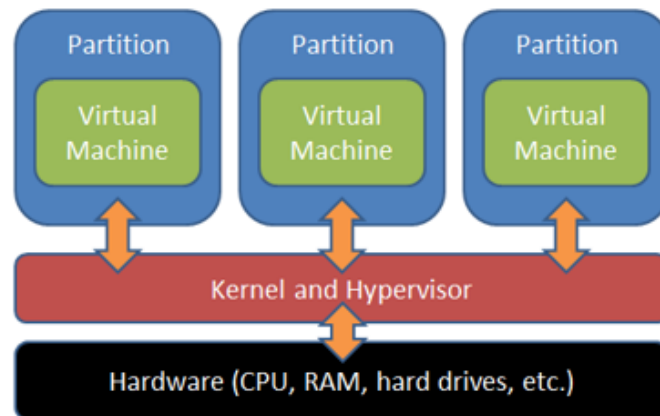 Partition
Partition
Partition
Virtual
Machine
Virtual
Machine
Virtual
Machine
Kernel and Hypervisor
Hardware (CPU, RAM, hard drives, etc.)